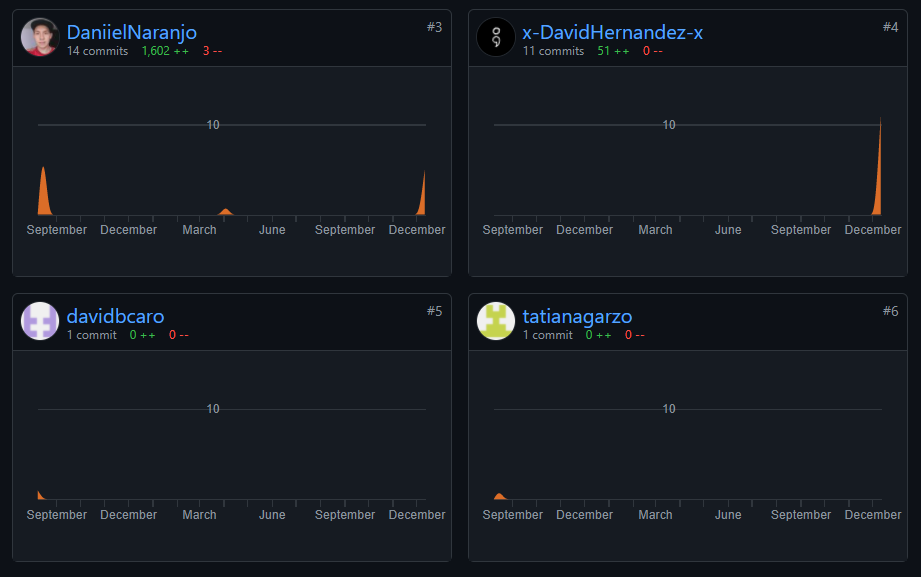 DaniielNaranjo
#3
14 commits 1,602 ++ 3 --
10
September December March June September December
x-DavidHernandez-x
#4
11 commits 51 ++ 0 --
10
September December March June September December
davidbcaro
#5
1 commit 0 ++ 0 --
10
September December March June September December
tatianagarzo
#6
1 commit 0 ++ 0 --
10
September December March June September December